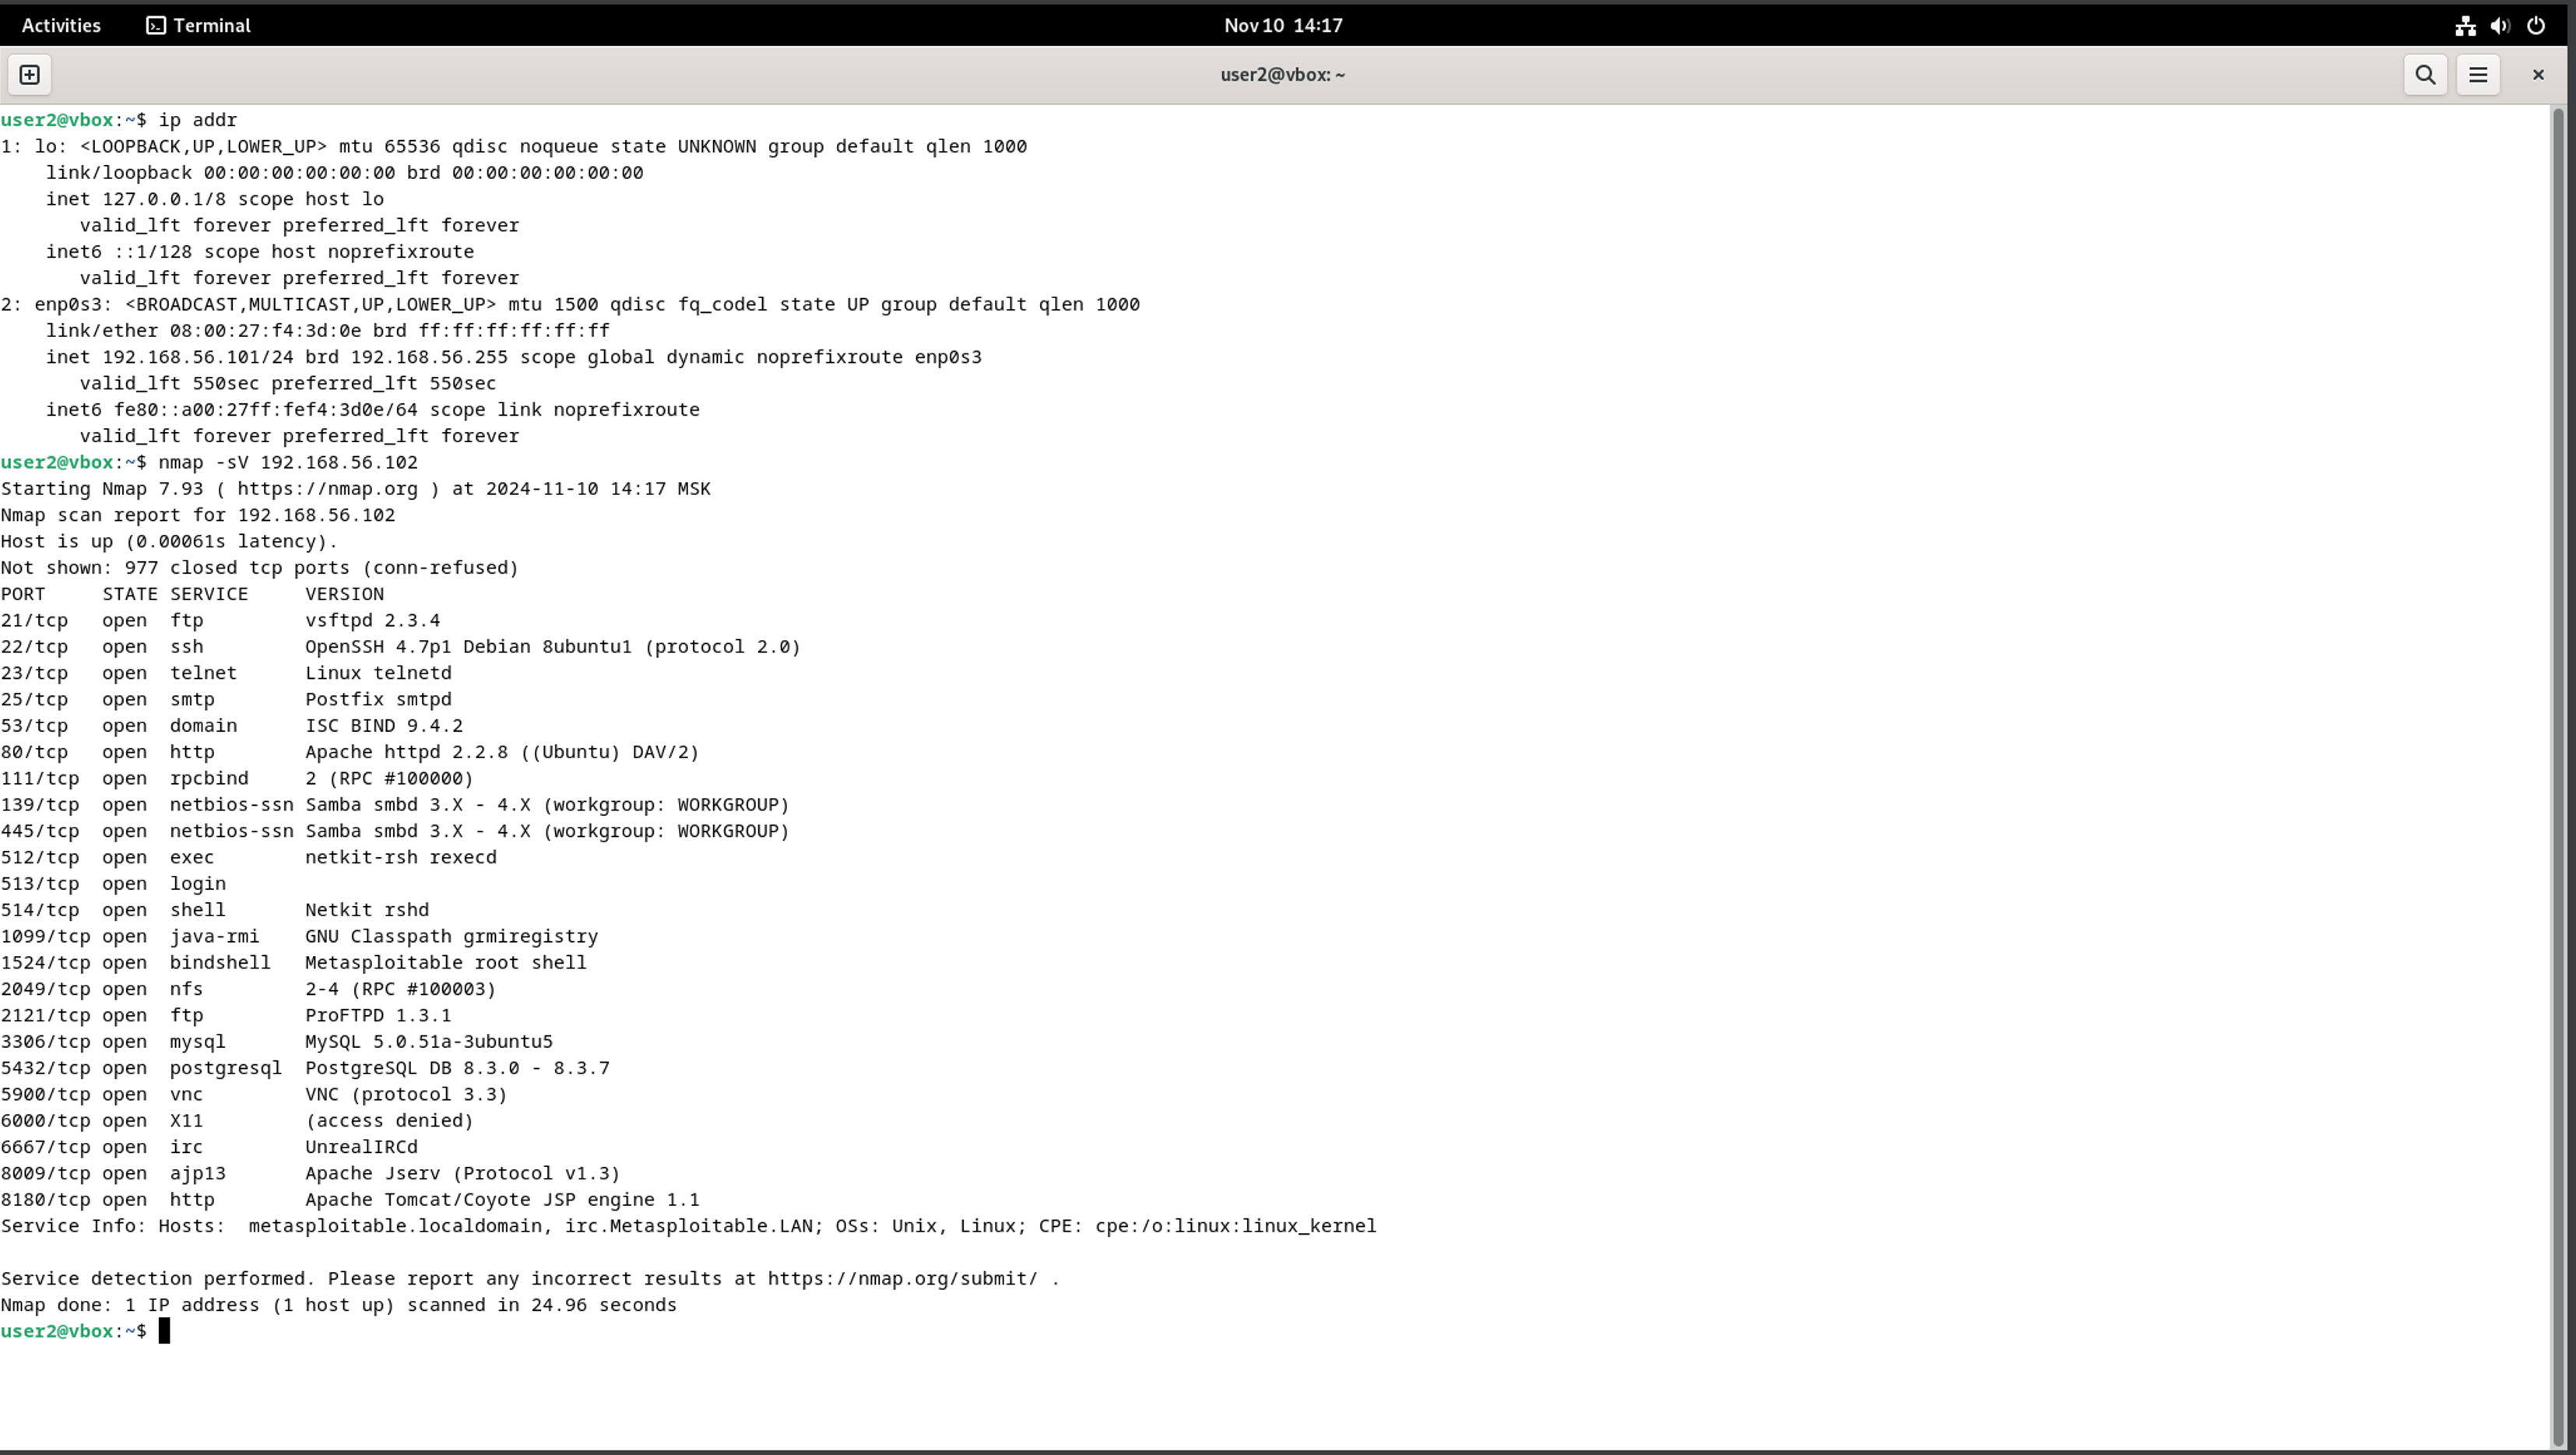 Activities Terminal Nov 10 14:17
user2@vbox: ~
user2@vbox:~$ ip addr
1: lo: <LOOPBACK,UP,LOWER_UP> mtu 65536 qdisc noqueue state UNKNOWN group default qlen 1000
    link/loopback 00:00:00:00:00:00 brd 00:00:00:00:00:00
    inet 127.0.0.1/8 scope host lo
       valid_lft forever preferred_lft forever
    inet6 ::1/128 scope host noprefixroute
       valid_lft forever preferred_lft forever
2: enp0s3: <BROADCAST,MULTICAST,UP,LOWER_UP> mtu 1500 qdisc fq_codel state UP group default qlen 1000
    link/ether 08:00:27:f4:3d:0e brd ff:ff:ff:ff:ff:ff
    inet 192.168.56.101/24 brd 192.168.56.255 scope global dynamic noprefixroute enp0s3
       valid_lft 550sec preferred_lft 550sec
    inet6 fe80::a00:27ff:fef4:3d0e/64 scope link noprefixroute
       valid_lft forever preferred_lft forever
user2@vbox:~$ nmap -sV 192.168.56.102
Starting Nmap 7.93 ( https://nmap.org ) at 2024-11-10 14:17 MSK
Nmap scan report for 192.168.56.102
Host is up (0.00061s latency).
Not shown: 977 closed tcp ports (conn-refused)
PORT     STATE SERVICE     VERSION
21/tcp   open  ftp         vsftpd 2.3.4
22/tcp   open  ssh         OpenSSH 4.7p1 Debian 8ubuntu1 (protocol 2.0)
23/tcp   open  telnet      Linux telnetd
25/tcp   open  smtp        Postfix smtpd
53/tcp   open  domain      ISC BIND 9.4.2
80/tcp   open  http        Apache httpd 2.2.8 ((Ubuntu) DAV/2)
111/tcp  open  rpcbind     2 (RPC #100000)
139/tcp  open  netbios-ssn Samba smbd 3.X - 4.X (workgroup: WORKGROUP)
445/tcp  open  netbios-ssn Samba smbd 3.X - 4.X (workgroup: WORKGROUP)
512/tcp  open  exec        netkit-rsh rexecd
513/tcp  open  login
514/tcp  open  shell       Netkit rshd
1099/tcp open  java-rmi    GNU Classpath grmiregistry
1524/tcp open  bindshell   Metasploitable root shell
2049/tcp open  nfs         2-4 (RPC #100003)
2121/tcp open  ftp         ProFTPD 1.3.1
3306/tcp open  mysql       MySQL 5.0.51a-3ubuntu5
5432/tcp open  postgresql  PostgreSQL DB 8.3.0 - 8.3.7
5900/tcp open  vnc         VNC (protocol 3.3)
6000/tcp open  X11         (access denied)
6667/tcp open  irc         UnrealIRCd
8009/tcp open  ajp13       Apache Jserv (Protocol v1.3)
8180/tcp open  http        Apache Tomcat/Coyote JSP engine 1.1
Service Info: Hosts:  metasploitable.localdomain, irc.Metasploitable.LAN; OSs: Unix, Linux; CPE: cpe:/o:linux:linux_kernel
Service detection performed. Please report any incorrect results at https://nmap.org/submit/ .
Nmap done: 1 IP address (1 host up) scanned in 24.96 seconds
user2@vbox:~$